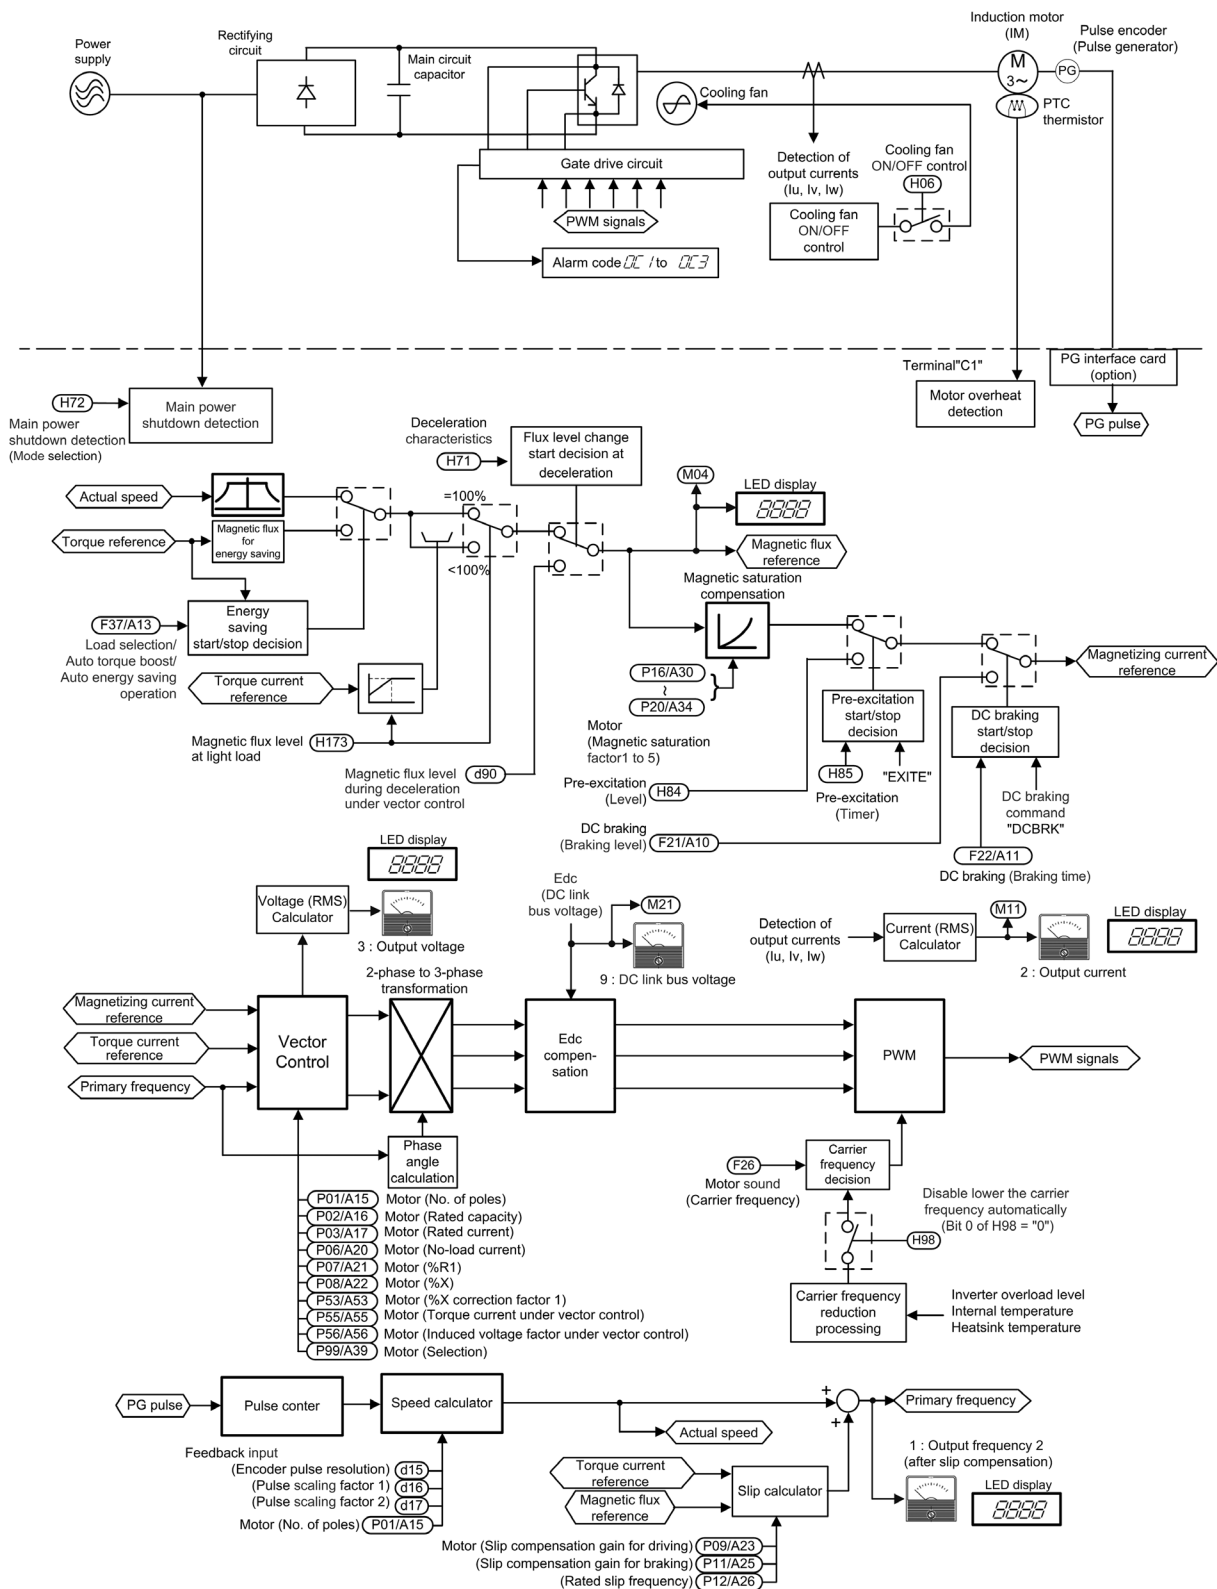 Power
supply
Rectifying
circuit
Main circuit
capacitor
Cooling fan
Induction motor
(IM)
M
3~
PG
Pulse encoder
(Pulse generator)
PTC
thermistor
Gate drive circuit
PWM signals
Alarm code OC1 to OC3
Detection of
output currents
(Iu, Iv, Iw)
Cooling fan
ON/OFF control
H06
Cooling fan
ON/OFF
control
Terminal"C1"
Motor overheat
detection
PG interface card
(option)
PG pulse
H72
Main power
shutdown detection
(Mode selection)
Main power
shutdown detection
Deceleration
characteristics
H71
Flux level change
start decision at
deceleration
M04
LED display
8888
Magnetic flux
reference
Actual speed
Torque reference
Magnetic flux
for
energy saving
=100%
<100%
F37/A13
Load selection/
Auto torque boost/
Auto energy saving
operation
Energy
saving
start/stop decision
Torque current
reference
Magnetic flux level
at light load
H173
Magnetic flux level
during deceleration
under vector control
d90
Magnetic saturation
compensation
P16/A30
~
P20/A34
}
Motor
(Magnetic saturation
factor1 to 5)
Pre-excitation
(Level)
H84
DC braking
(Braking level)
F21/A10
Pre-excitation
start/stop
decision
H85
"EXITE"
Pre-excitation
(Timer)
DC braking
start/stop
decision
DC braking
command
"DCBRK"
F22/A11
DC braking (Braking time)
Magnetizing current
reference
LED display
8888
Voltage (RMS)
Calculator
3 : Output voltage
Edc
(DC link
bus voltage)
M21
9 : DC link bus voltage
Detection of
output currents
(Iu, Iv, Iw)
Current (RMS)
Calculator
M11
2 : Output current
LED display
8888
2-phase to 3-phase
transformation
Magnetizing current
reference
Torque current
reference
Primary frequency
Vector
Control
Edc
compen-
sation
PWM
PWM signals
Phase
angle
calculation
P01/A15 Motor (No. of poles)
P02/A16 Motor (Rated capacity)
P03/A17 Motor (Rated current)
P06/A20 Motor (No-load current)
P07/A21 Motor (%R1)
P08/A22 Motor (%X)
P53/A53 Motor (%X correction factor 1)
P55/A55 Motor (Torque current under vector control)
P56/A56 Motor (Induced voltage factor under vector control)
P99/A39 Motor (Selection)
F26
Motor sound
(Carrier frequency)
Carrier
frequency
decision
Disable lower the carrier
frequency automatically
(Bit 0 of H98 = "0")
H98
Carrier frequency
reduction
processing
Inverter overload level
Internal temperature
Heatsink temperature
PG pulse
Pulse conter
Speed calculator
+
+
Primary frequency
Actual speed
Feedback input
(Encoder pulse resolution) d15
(Pulse scaling factor 1) d16
(Pulse scaling factor 2) d17
Motor (No. of poles) P01/A15
Torque current
reference
Magnetic flux
reference
Slip calculator
1 : Output frequency 2
(after slip compensation)
LED display
8888
Motor (Slip compensation gain for driving) P09/A23
(Slip compensation gain for braking) P11/A25
(Rated slip frequency) P12/A26